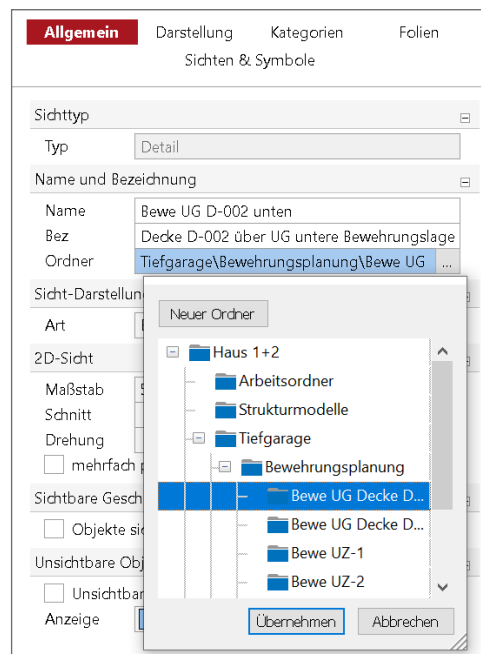 Allgemein Darstellung Kategorien Folien
Sichten & Symbole
Sichttyp
Typ Detail
Name und Bezeichnung
Name Bewe UG D-002 unten
Bez Decke D-002 über UG untere Bewehrungslage
Ordner Tiefgarage\Bewehrungsplanung\Bewe UG ...
Sicht-Darstellun
Art
Neuer Ordner
2D-Sicht
Haus 1+2
Maßstab
Arbeitsordner
Schnitt
Strukturmodelle
Drehung
Tiefgarage
mehrfach
Bewehrungsplanung
Sichtbare Gesch
Bewe UG Decke D...
Objekte si
Bewe UG Decke D...
Unsichtbare Obj
Bewe UZ-1
Unsichtbar
Bewe UZ-2
Anzeige
Übernehmen Abbrechen